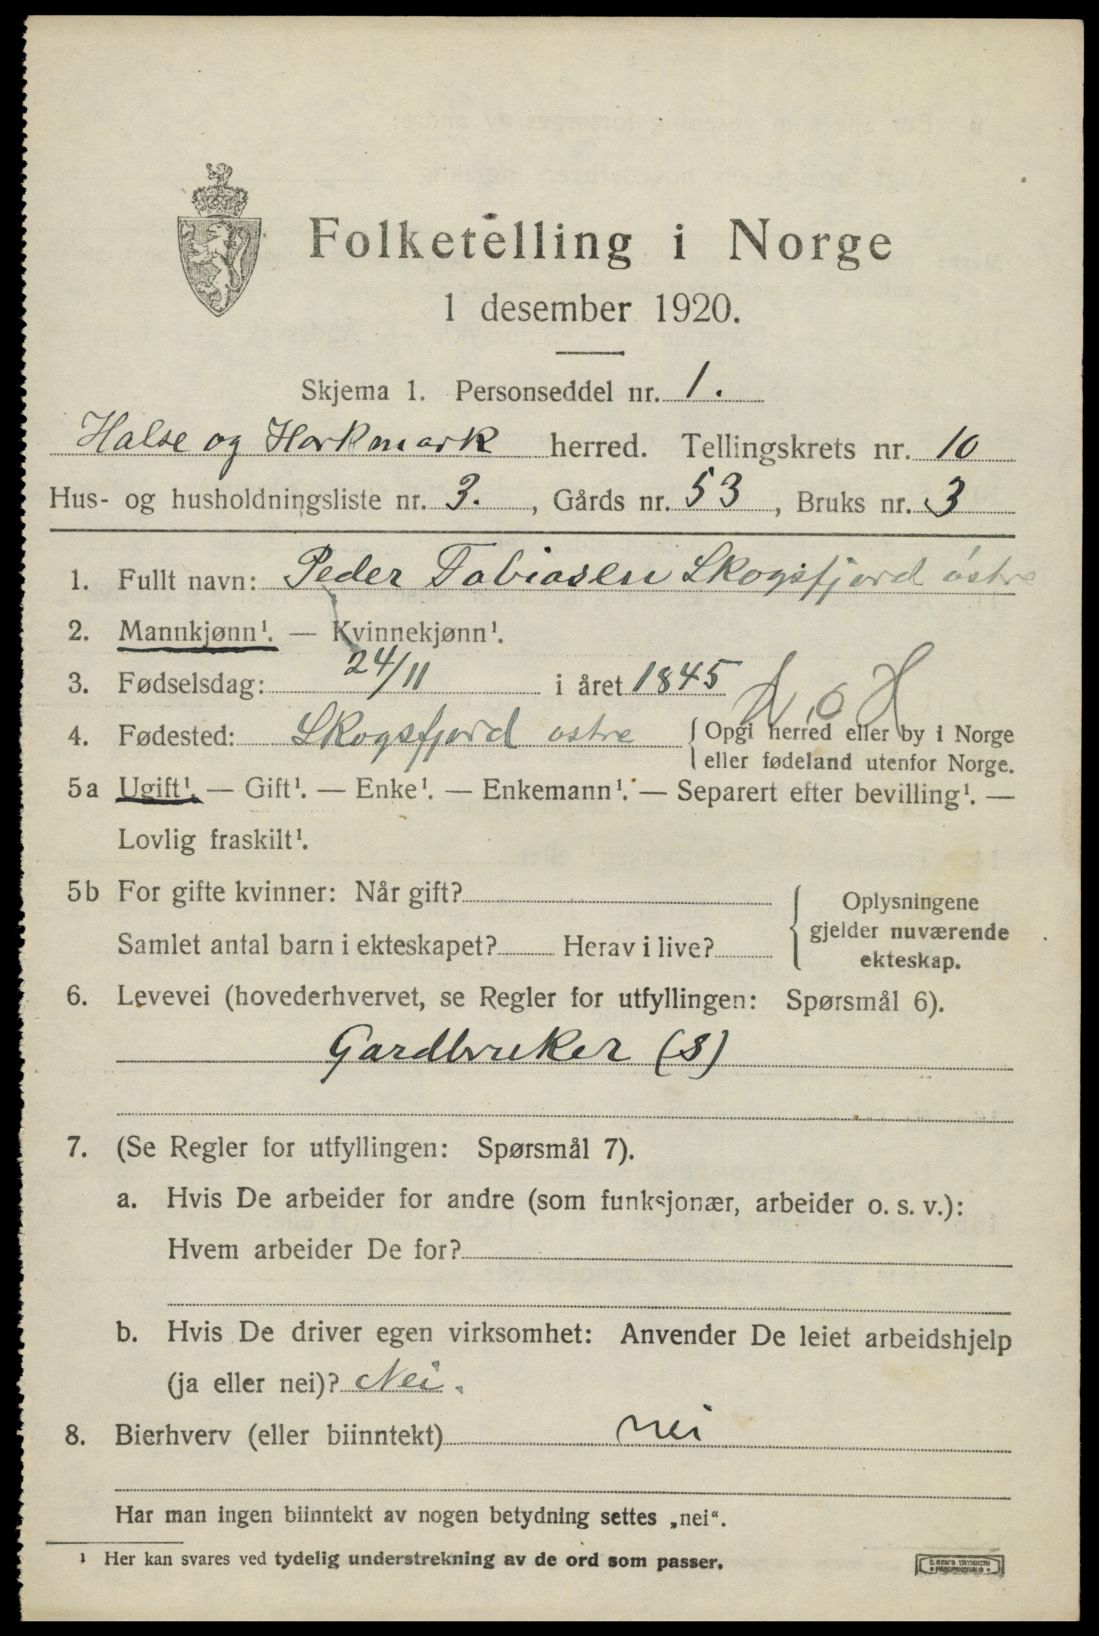 Folketelling i Norge
1 desember 1920.
Skjema 1. Personseddel nr. 1.
Halse og Harkmark herred. Tellingskrets nr. 10
Hus- og husholdningsliste nr. 3., Gårds nr. 53, Bruks nr. 3
1. Fullt navn: Peder Tobiasen Skogsfjord østre
2. Mannkjønn¹. — Kvinnekjønn¹.
3. Fødselsdag: 24/11 i året 1845
H o H
4. Fødested: Skogsfjord østre { Opgi herred eller by i Norge
eller fødeland utenfor Norge.
5a Ugift¹. — Gift¹. — Enke¹. — Enkemann¹. — Separert efter bevilling¹. —
Lovlig fraskilt¹.
5b For gifte kvinner: Når gift?
Samlet antal barn i ekteskapet? Herav i live?
Oplysningene
gjelder nuværende
ekteskap.
6. Levevei (hovederhvervet, se Regler for utfyllingen: Spørsmål 6).
Gardbruker (S)
7. (Se Regler for utfyllingen: Spørsmål 7).
a. Hvis De arbeider for andre (som funksjonær, arbeider o. s. v.):
Hvem arbeider De for?
b. Hvis De driver egen virksomhet: Anvender De leiet arbeidshjelp
(ja eller nei)? Nei.
8. Bierhverv (eller biinntekt) nei
Har man ingen biinntekt av nogen betydning settes „nei“.
¹ Her kan svares ved tydelig understrekning av de ord som passer.